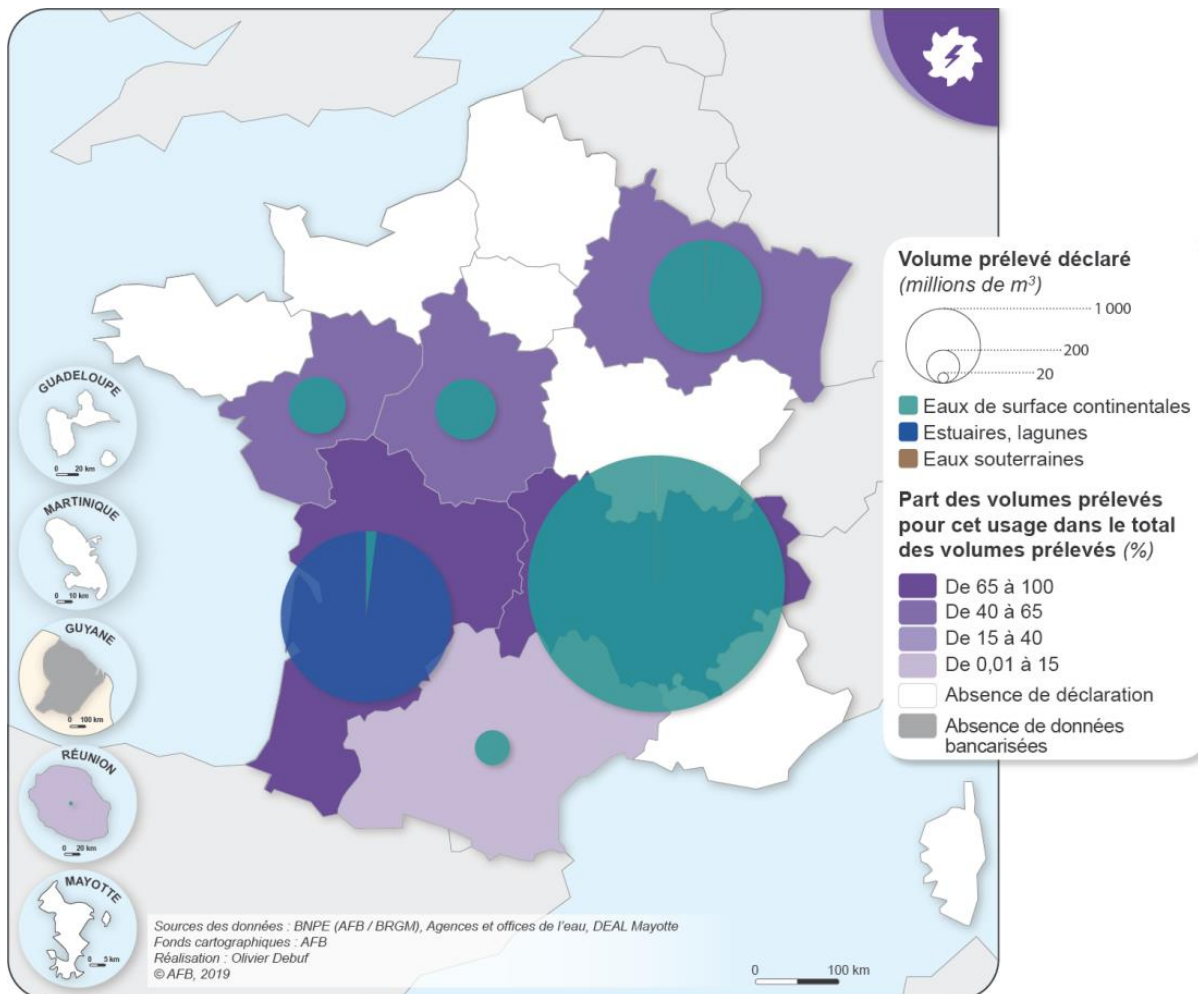 GUADELOUPE
0 20 km
MARTINIQUE
0 10 km
GUYANE
0 100 km
RÉUNION
0 20 km
MAYOTTE
0 5 km
Sources des données : BNPE (AFB / BRGM), Agences et offices de l'eau, DEAL Mayotte
Fonds cartographiques : AFB
Réalisation : Olivier Debuf
© AFB, 2019
0 100 km
Volume prélevé déclaré
(millions de m³)
1 000
200
20
Eaux de surface continentales
Estuaires, lagunes
Eaux souterraines
Part des volumes prélevés
pour cet usage dans le total
des volumes prélevés (%)
De 65 à 100
De 40 à 65
De 15 à 40
De 0,01 à 15
Absence de déclaration
Absence de données
bancarisées